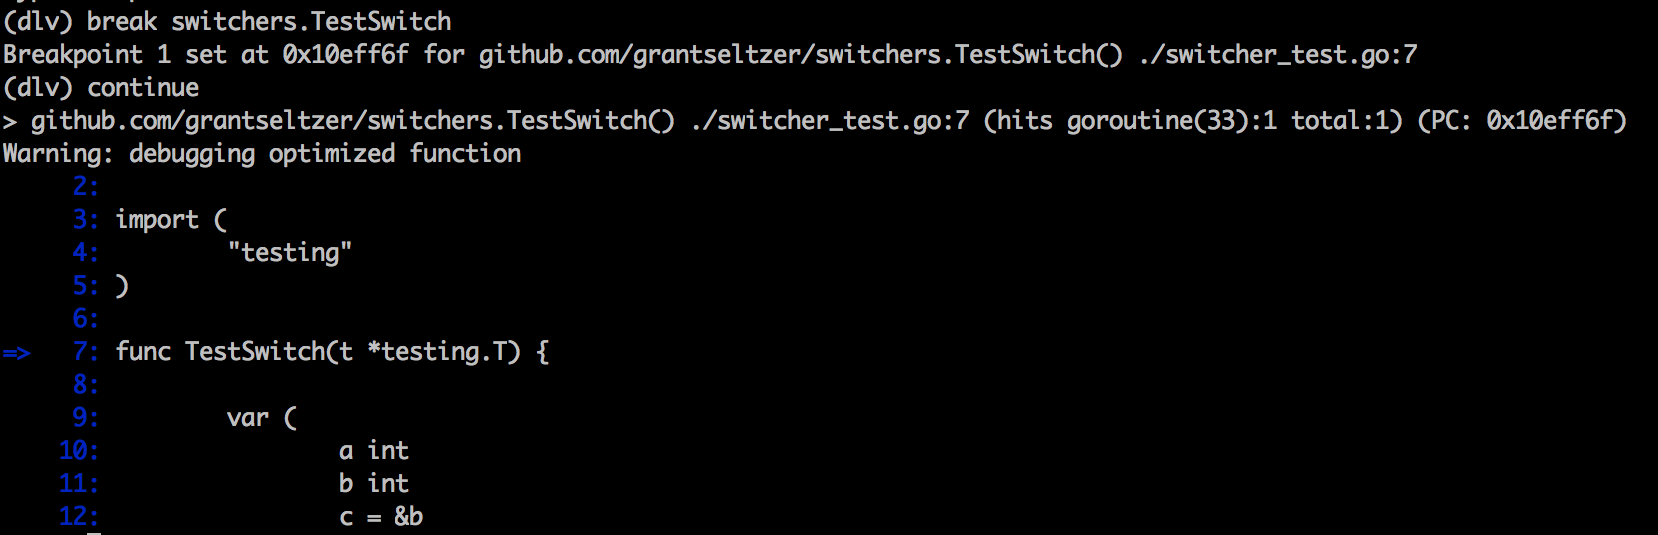 (dlv) break switchers.TestSwitch
Breakpoint 1 set at 0x10eff6f for github.com/grantseltzer/switchers.TestSwitch() ./switcher_test.go:7
(dlv) continue
> github.com/grantseltzer/switchers.TestSwitch() ./switcher_test.go:7 (hits goroutine(33):1 total:1) (PC: 0x10eff6f)
Warning: debugging optimized function
     2:
     3: import (
     4:         "testing"
     5: )
     6:
=>   7: func TestSwitch(t *testing.T) {
     8:
     9:         var (
    10:                 a int
    11:                 b int
    12:                 c = &b